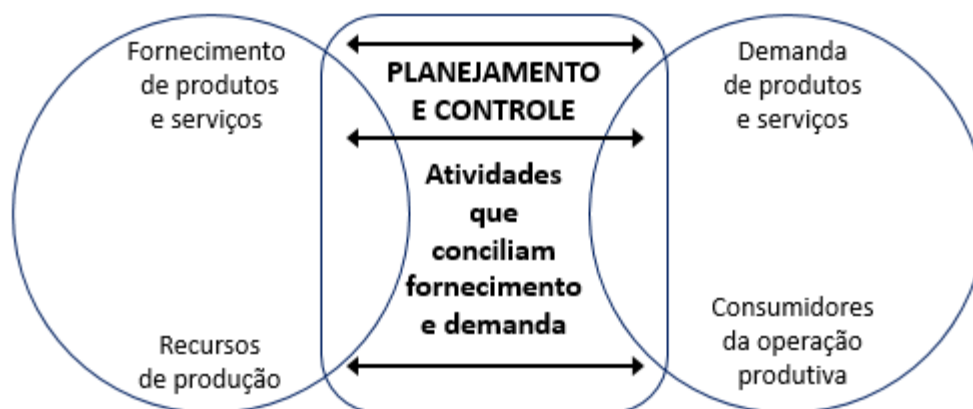 Fornecimento
de produtos
e serviços
Recursos
de produção
PLANEJAMENTO
E CONTROLE
Atividades
que
conciliam
fornecimento
e demanda
Demanda
de produtos
e serviços
Consumidores
da operação
produtiva